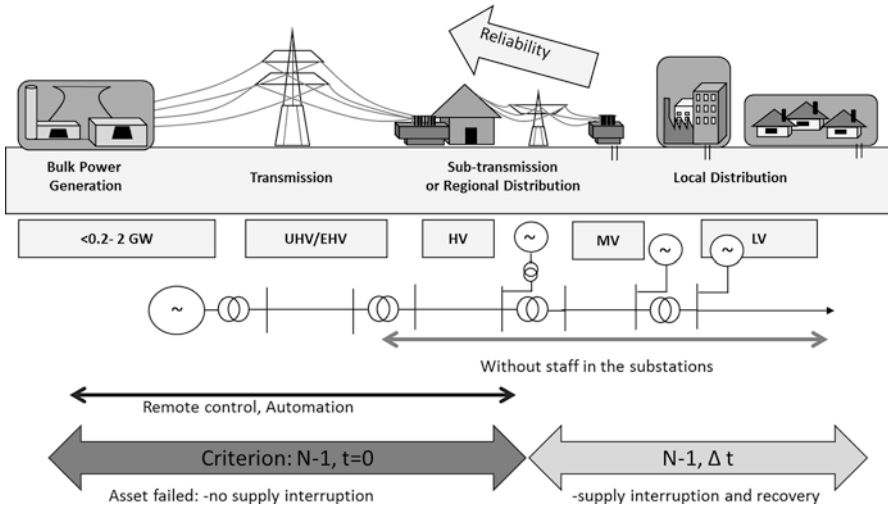 Reliability
Bulk Power
Generation
Transmission
Sub-transmission
or Regional Distribution
Local Distribution
<0.2- 2 GW
UHV/EHV
HV
~
MV
~
LV
~
~
Without staff in the substations
Remote control, Automation
Criterion: N-1, t=0
N-1, Δ t
Asset failed: -no supply interruption
-supply interruption and recovery